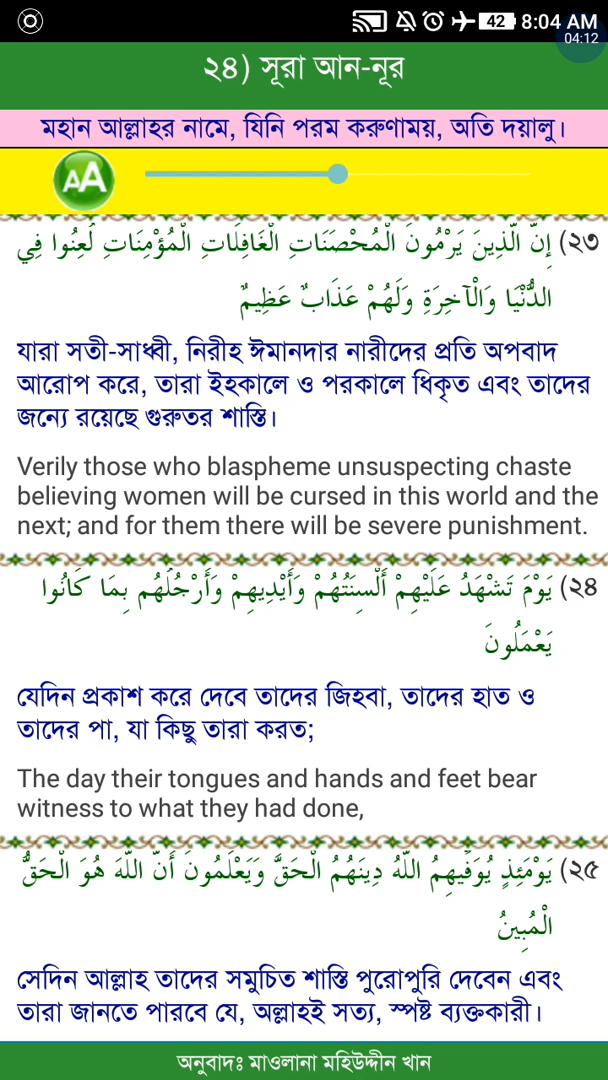 42 8:04 AM
04:12
২৪) সূরা আন-নূর
মহান আল্লাহর নামে, যিনি পরম করুণাময়, অতি দয়ালু।
AA
২৩) إِنَّ الَّذِينَ يَرْمُونَ الْمُحْصَنَاتِ الْغَافِلَاتِ الْمُؤْمِنَاتِ لُعِنُوا فِي
الدُّنْيَا وَالْآخِرَةِ وَلَهُمْ عَذَابٌ عَظِيمٌ
যারা সতী-সাধ্বী, নিরীহ ঈমানদার নারীদের প্রতি অপবাদ
আরোপ করে, তারা ইহকালে ও পরকালে ধিকৃত এবং তাদের
জন্যে রয়েছে গুরুতর শাস্তি।
Verily those who blaspheme unsuspecting chaste
believing women will be cursed in this world and the
next; and for them there will be severe punishment.
২৪) يَوْمَ تَشْهَدُ عَلَيْهِمْ أَلْسِنَتُهُمْ وَأَيْدِيهِمْ وَأَرْجُلُهُم بِمَا كَانُوا
يَعْمَلُونَ
যেদিন প্রকাশ করে দেবে তাদের জিহবা, তাদের হাত ও
তাদের পা, যা কিছু তারা করত;
The day their tongues and hands and feet bear
witness to what they had done,
২৫) يَوْمَئِذٍ يُوَفِّيهِمُ اللَّهُ دِينَهُمُ الْحَقَّ وَيَعْلَمُونَ أَنَّ اللَّهَ هُوَ الْحَقُّ
الْمُبِينُ
সেদিন আল্লাহ তাদের সমুচিত শাস্তি পুরোপুরি দেবেন এবং
তারা জানতে পারবে যে, অল্লাহই সত্য, স্পষ্ট ব্যক্তকারী।
অনুবাদঃ মাওলানা মহিউদ্দীন খান